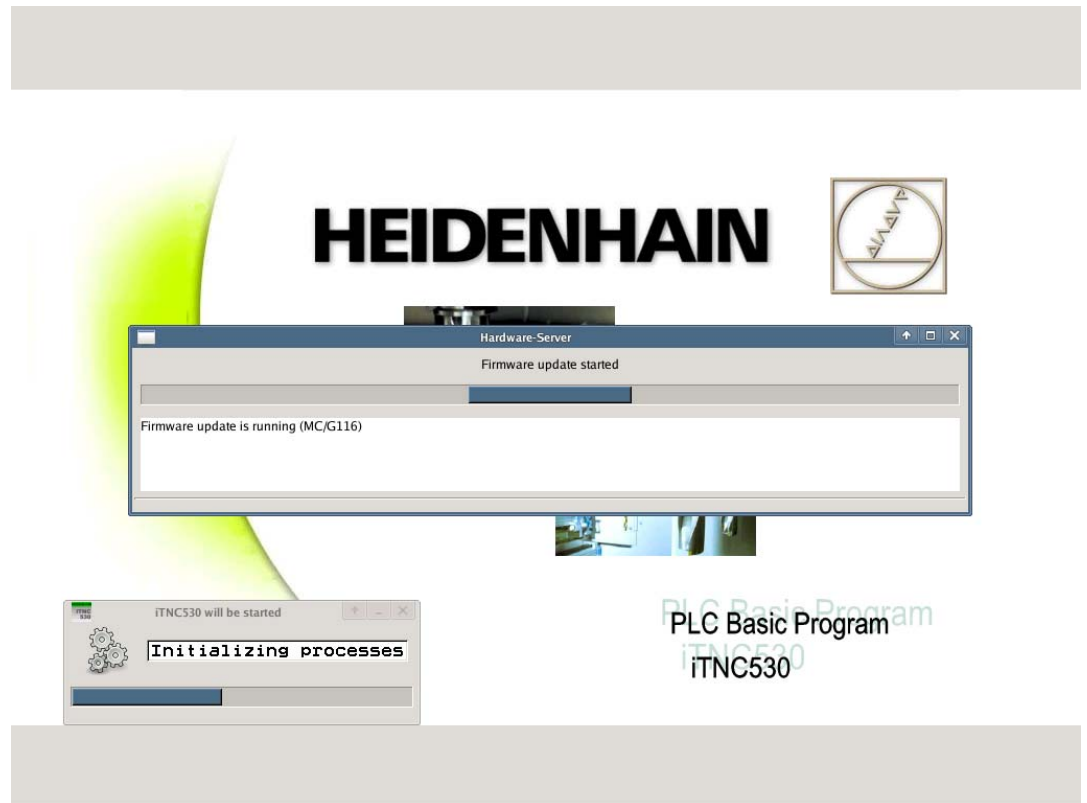 HEIDENHAIN
Hardware-Server
Firmware update started
Firmware update is running (MC/G116)
iTNC530 will be started
Initializing processes
PLC Basic Program
iTNC530